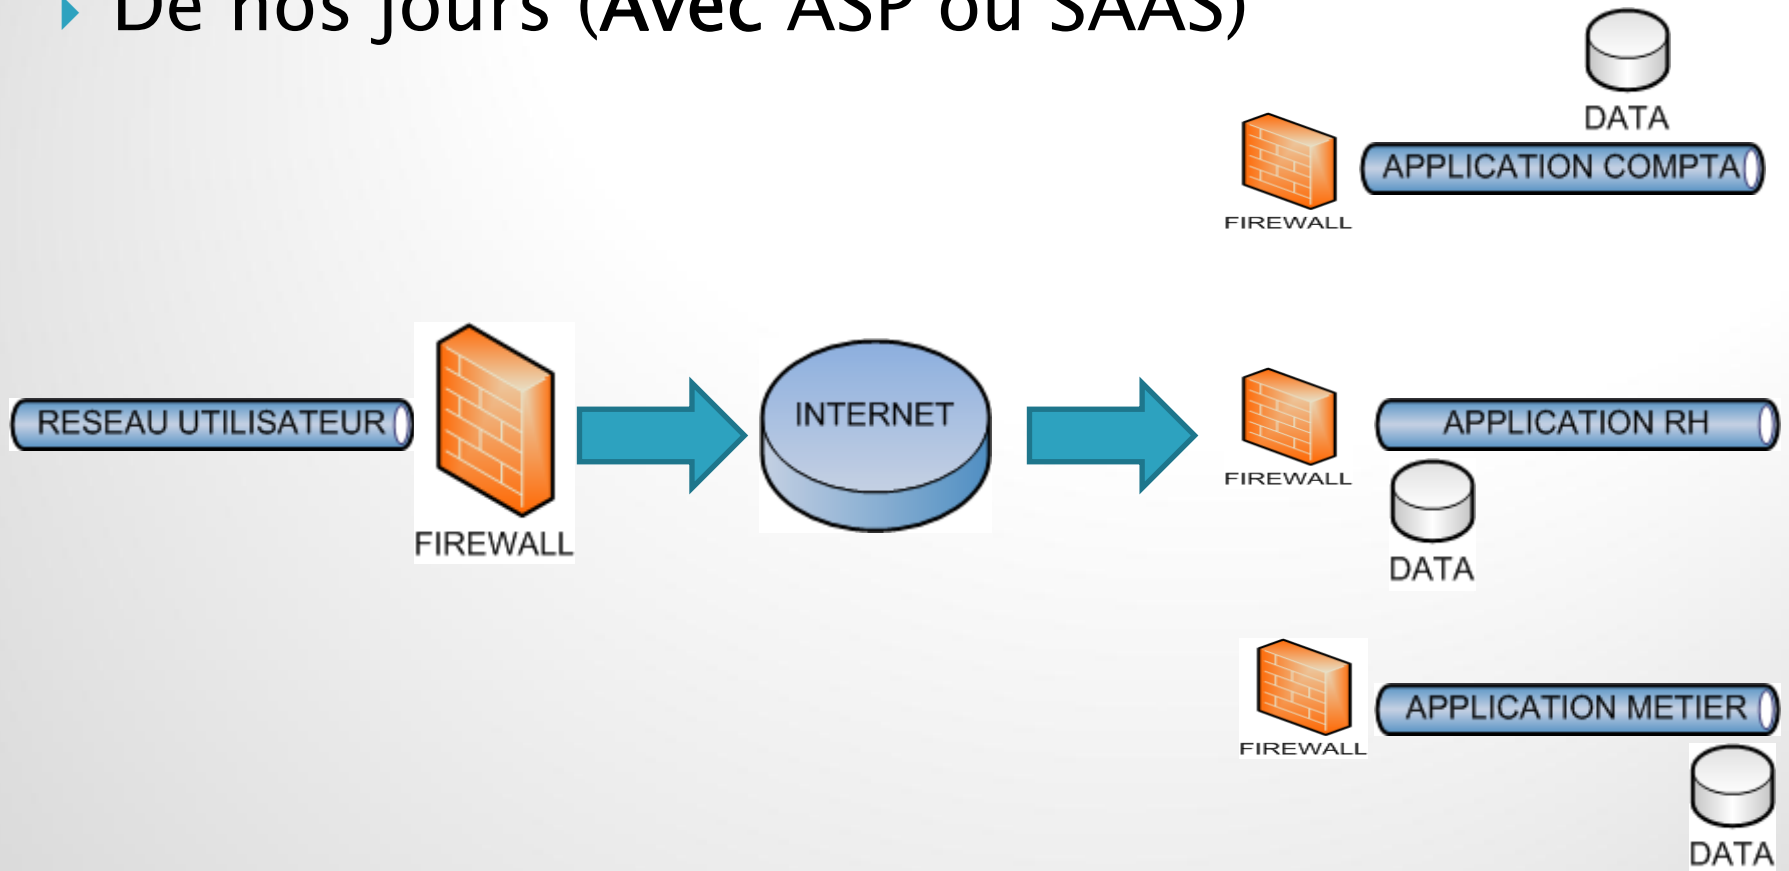 De nos jours (Avec ASP ou SAAS)
DATA
APPLICATION COMPTA
FIREWALL
RESEAU UTILISATEUR
FIREWALL
INTERNET
FIREWALL
APPLICATION RH
DATA
FIREWALL
APPLICATION METIER
DATA